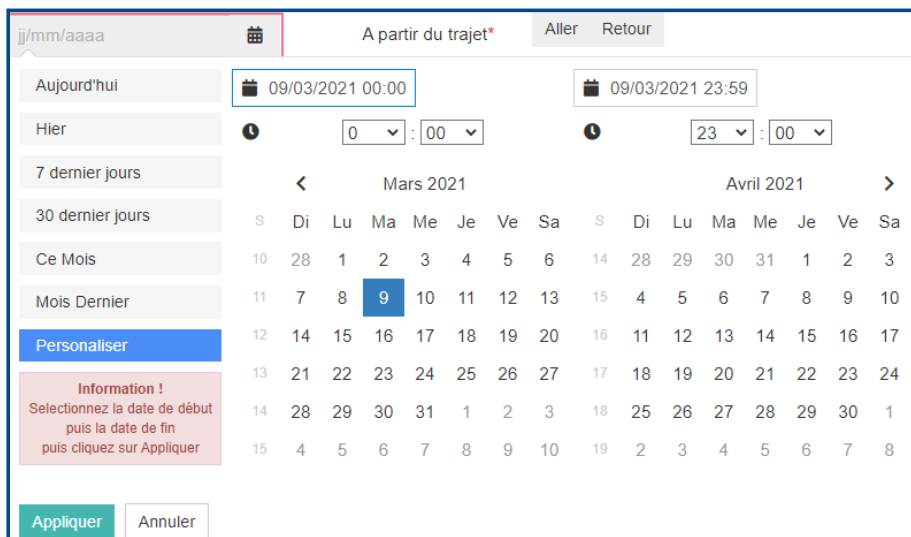 jj/mm/aaaa A partir du trajet* Aller Retour
Aujourd'hui
Hier
7 dernier jours
30 dernier jours
Ce Mois
Mois Dernier
Personaliser
Information !
Selectionnez la date de début
puis la date de fin
puis cliquez sur Appliquer
Appliquer Annuler
09/03/2021 00:00
0 : 00
Mars 2021
S Di Lu Ma Me Je Ve Sa
10 28 1 2 3 4 5 6
11 7 8 9 10 11 12 13
12 14 15 16 17 18 19 20
13 21 22 23 24 25 26 27
14 28 29 30 31 1 2 3
15 4 5 6 7 8 9 10
09/03/2021 23:59
23 : 00
Avril 2021
S Di Lu Ma Me Je Ve Sa
14 28 29 30 31 1 2 3
15 4 5 6 7 8 9 10
16 11 12 13 14 15 16 17
17 18 19 20 21 22 23 24
18 25 26 27 28 29 30 1
19 2 3 4 5 6 7 8